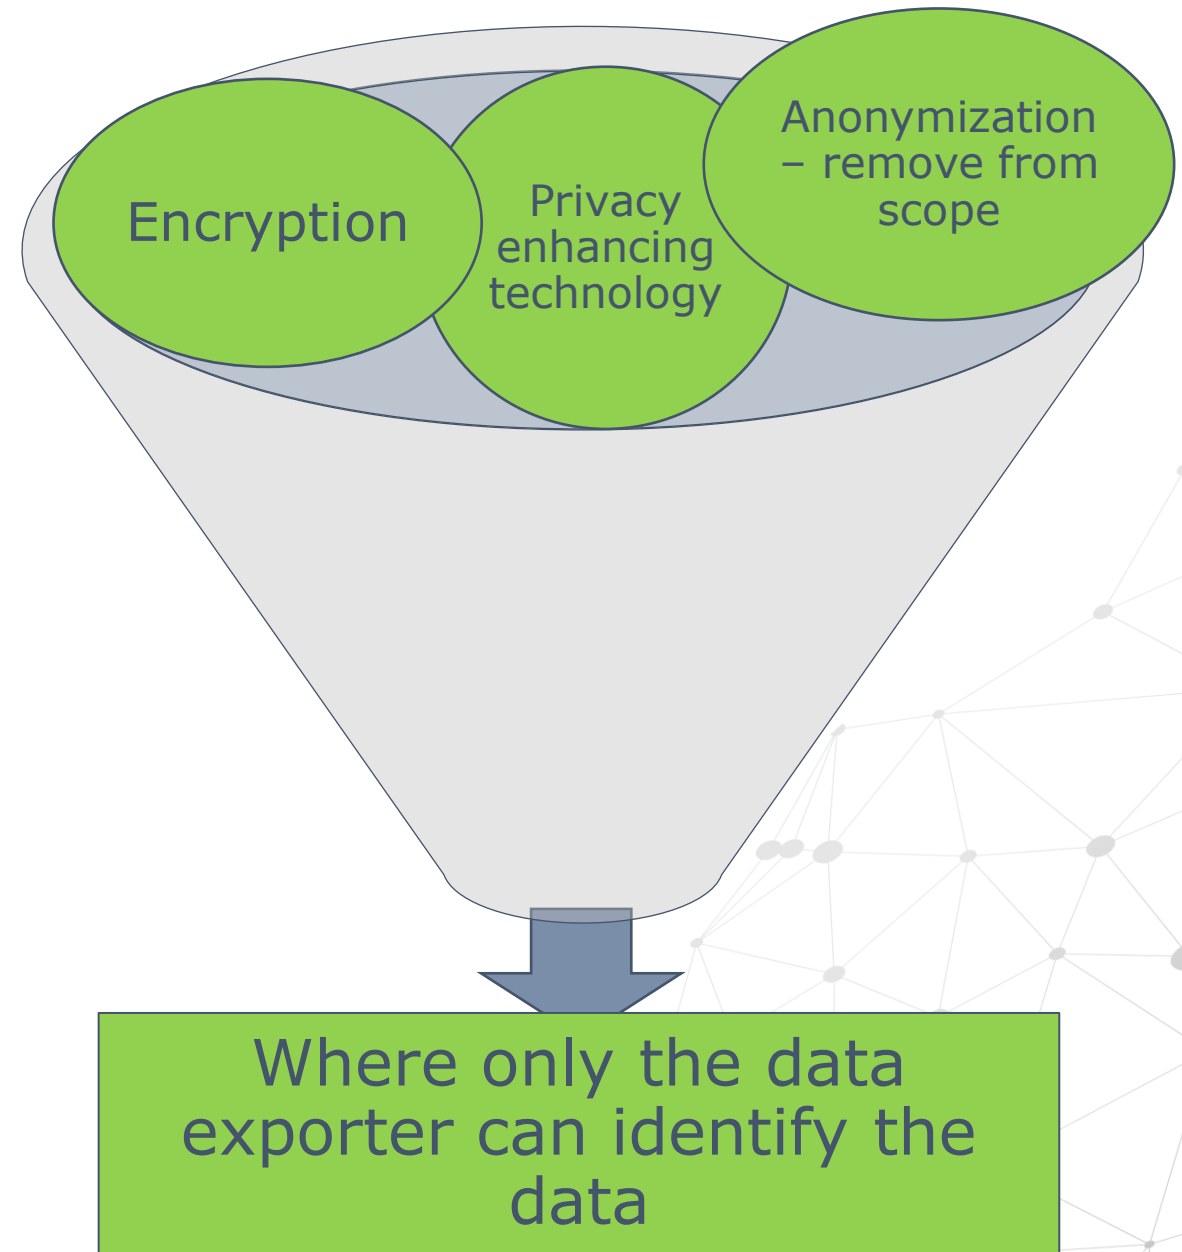 Encryption
Privacy
enhancing
technology
Anonymization
– remove from
scope
Where only the data
exporter can identify the
data